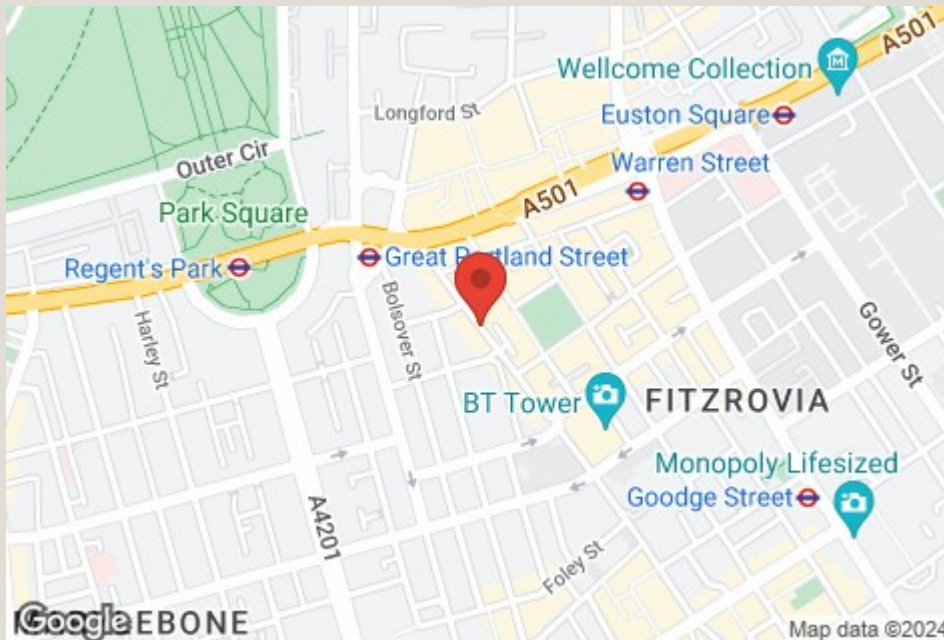 A501
Wellcome Collection
Longford St
Euston Square
Outer Cir
Warren Street
A501
Park Square
Great Portland Street
Regent's Park
Bolsover St
Harley St
Gower St
BT Tower
FITZROVIA
Monopoly Lifesized
Goodge Street
A4201
Foley St
Google
EBONE
Map data ©2024